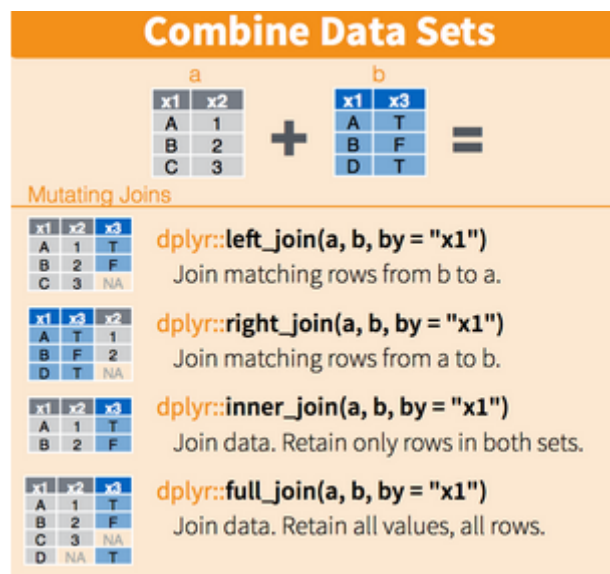 Combine Data Sets
a b
x1 x2 x1 x3
A 1 A T
B 2 + B F =
C 3 D T
Mutating Joins
x1 x2 x3
A 1 T
B 2 F
C 3 NA
dplyr::left_join(a, b, by = "x1")
Join matching rows from b to a.
x1 x3 x2
A T 1
B F 2
D T NA
dplyr::right_join(a, b, by = "x1")
Join matching rows from a to b.
x1 x2 x3
A 1 T
B 2 F
dplyr::inner_join(a, b, by = "x1")
Join data. Retain only rows in both sets.
x1 x2 x3
A 1 T
B 2 F
C 3 NA
D NA T
dplyr::full_join(a, b, by = "x1")
Join data. Retain all values, all rows.